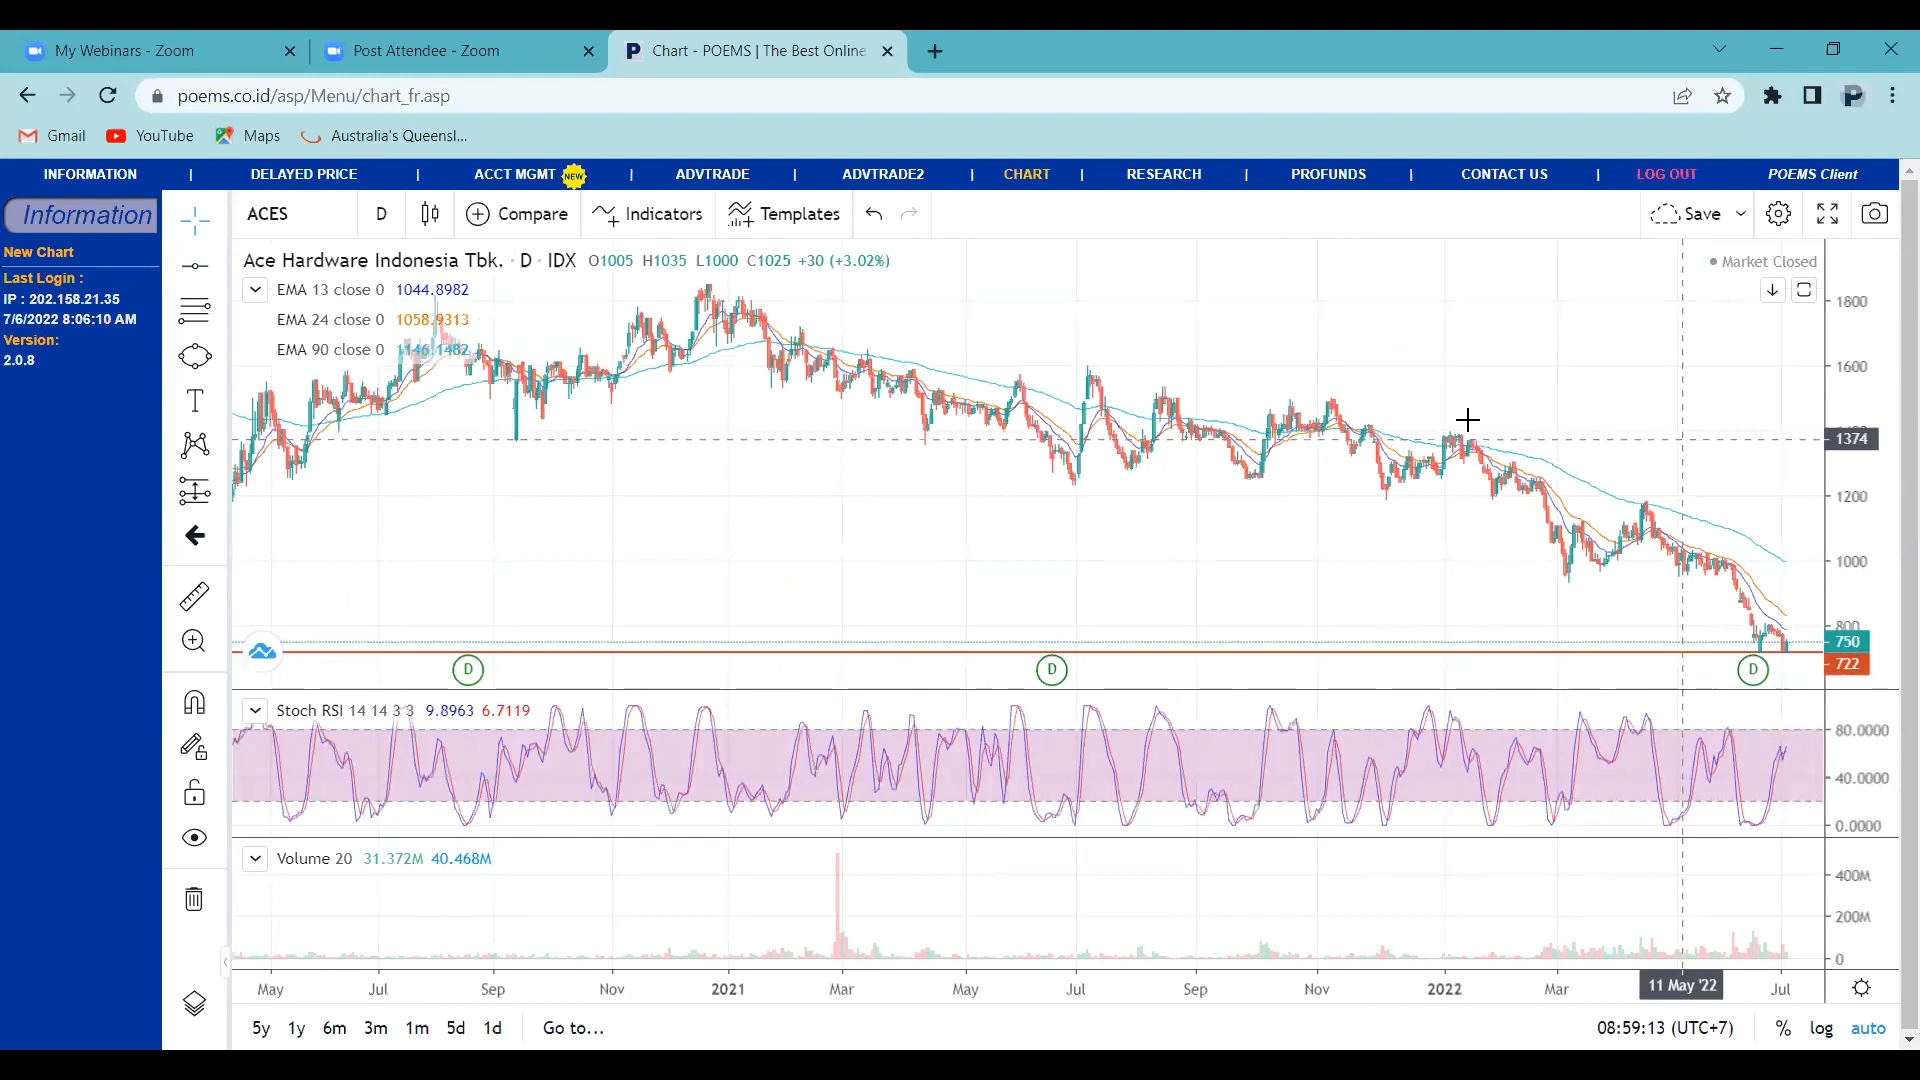 My Webinars - Zoom
Post Attendee - Zoom
Chart - POEMS | The Best Online
poems.co.id/asp/Menu/chart_fr.asp
Gmail YouTube Maps Australia's Queensl...
INFORMATION | DELAYED PRICE | ACCT MGMT NEW | ADVTRADE | ADVTRADE2 | CHART | RESEARCH | PROFUNDS | CONTACT US | LOG OUT POEMS Client
Information
New Chart
Last Login :
IP : 202.158.21.35
7/6/2022 8:06:10 AM
Version:
2.0.8
ACES D Compare Indicators Templates Save
Ace Hardware Indonesia Tbk. · D · IDX O1005 H1035 L1000 C1025 +30 (+3.02%)
Market Closed
EMA 13 close 0 1044.8982
EMA 24 close 0 1058.9313
EMA 90 close 0 1146.1482
1800
1600
1374
1200
1000
800
750
722
D D D
Stoch RSI 14 14 3 3 9.8963 6.7119
80.0000
40.0000
0.0000
Volume 20 31.372M 40.468M
400M
200M
0
May Jul Sep Nov 2021 Mar May Jul Sep Nov 2022 Mar 11 May '22 Jul
5y 1y 6m 3m 1m 5d 1d Go to... 08:59:13 (UTC+7) % log auto